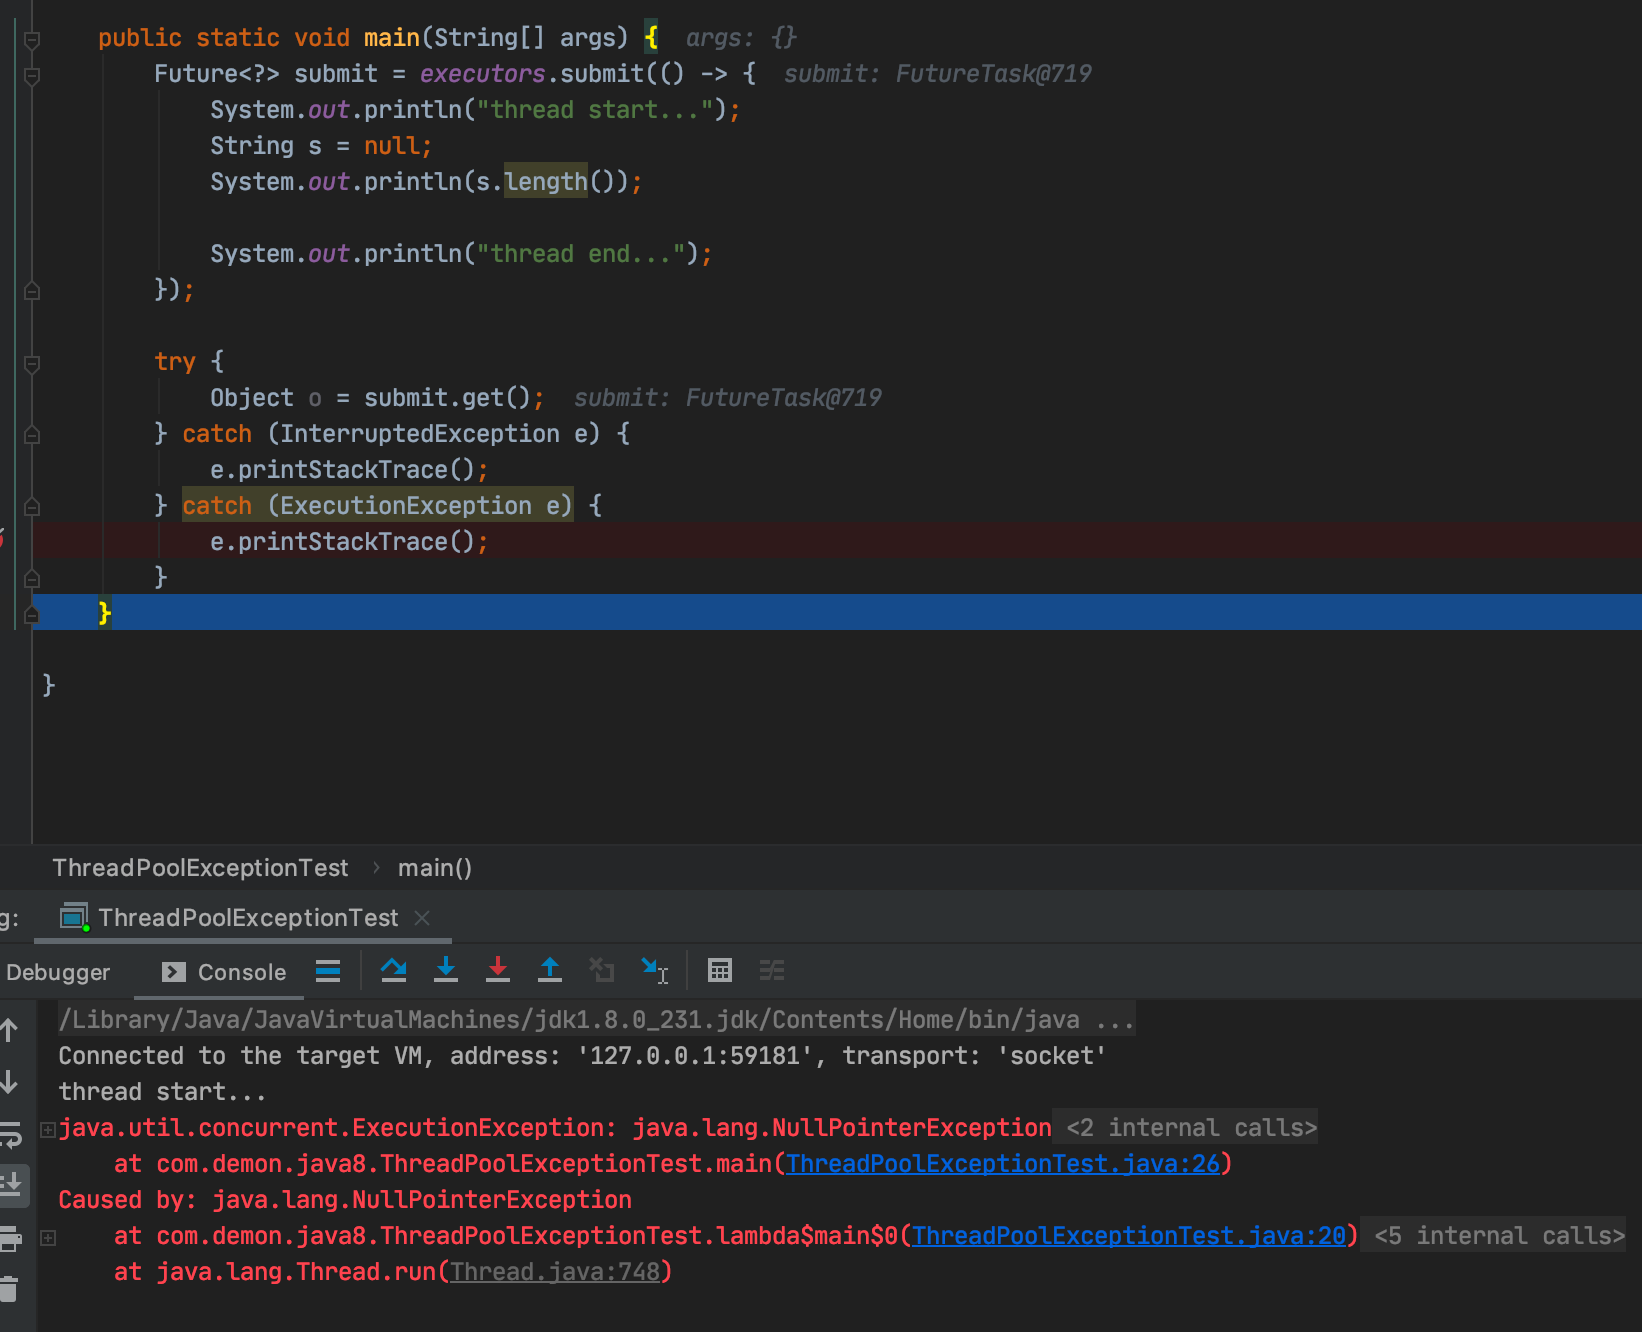 public static void main(String[] args) {  args: {}
Future<?> submit = executors.submit(() -> {  submit: FutureTask@719
System.out.println("thread start...");
String s = null;
System.out.println(s.length());
System.out.println("thread end...");
});
try {
Object o = submit.get();  submit: FutureTask@719
} catch (InterruptedException e) {
e.printStackTrace();
} catch (ExecutionException e) {
e.printStackTrace();
}
}
}
ThreadPoolExceptionTest › main()
g: ThreadPoolExceptionTest
Debugger Console
/Library/Java/JavaVirtualMachines/jdk1.8.0_231.jdk/Contents/Home/bin/java ...
Connected to the target VM, address: '127.0.0.1:59181', transport: 'socket'
thread start...
java.util.concurrent.ExecutionException: java.lang.NullPointerException <2 internal calls>
at com.demon.java8.ThreadPoolExceptionTest.main(ThreadPoolExceptionTest.java:26)
Caused by: java.lang.NullPointerException
at com.demon.java8.ThreadPoolExceptionTest.lambda$main$0(ThreadPoolExceptionTest.java:20) <5 internal calls>
at java.lang.Thread.run(Thread.java:748)